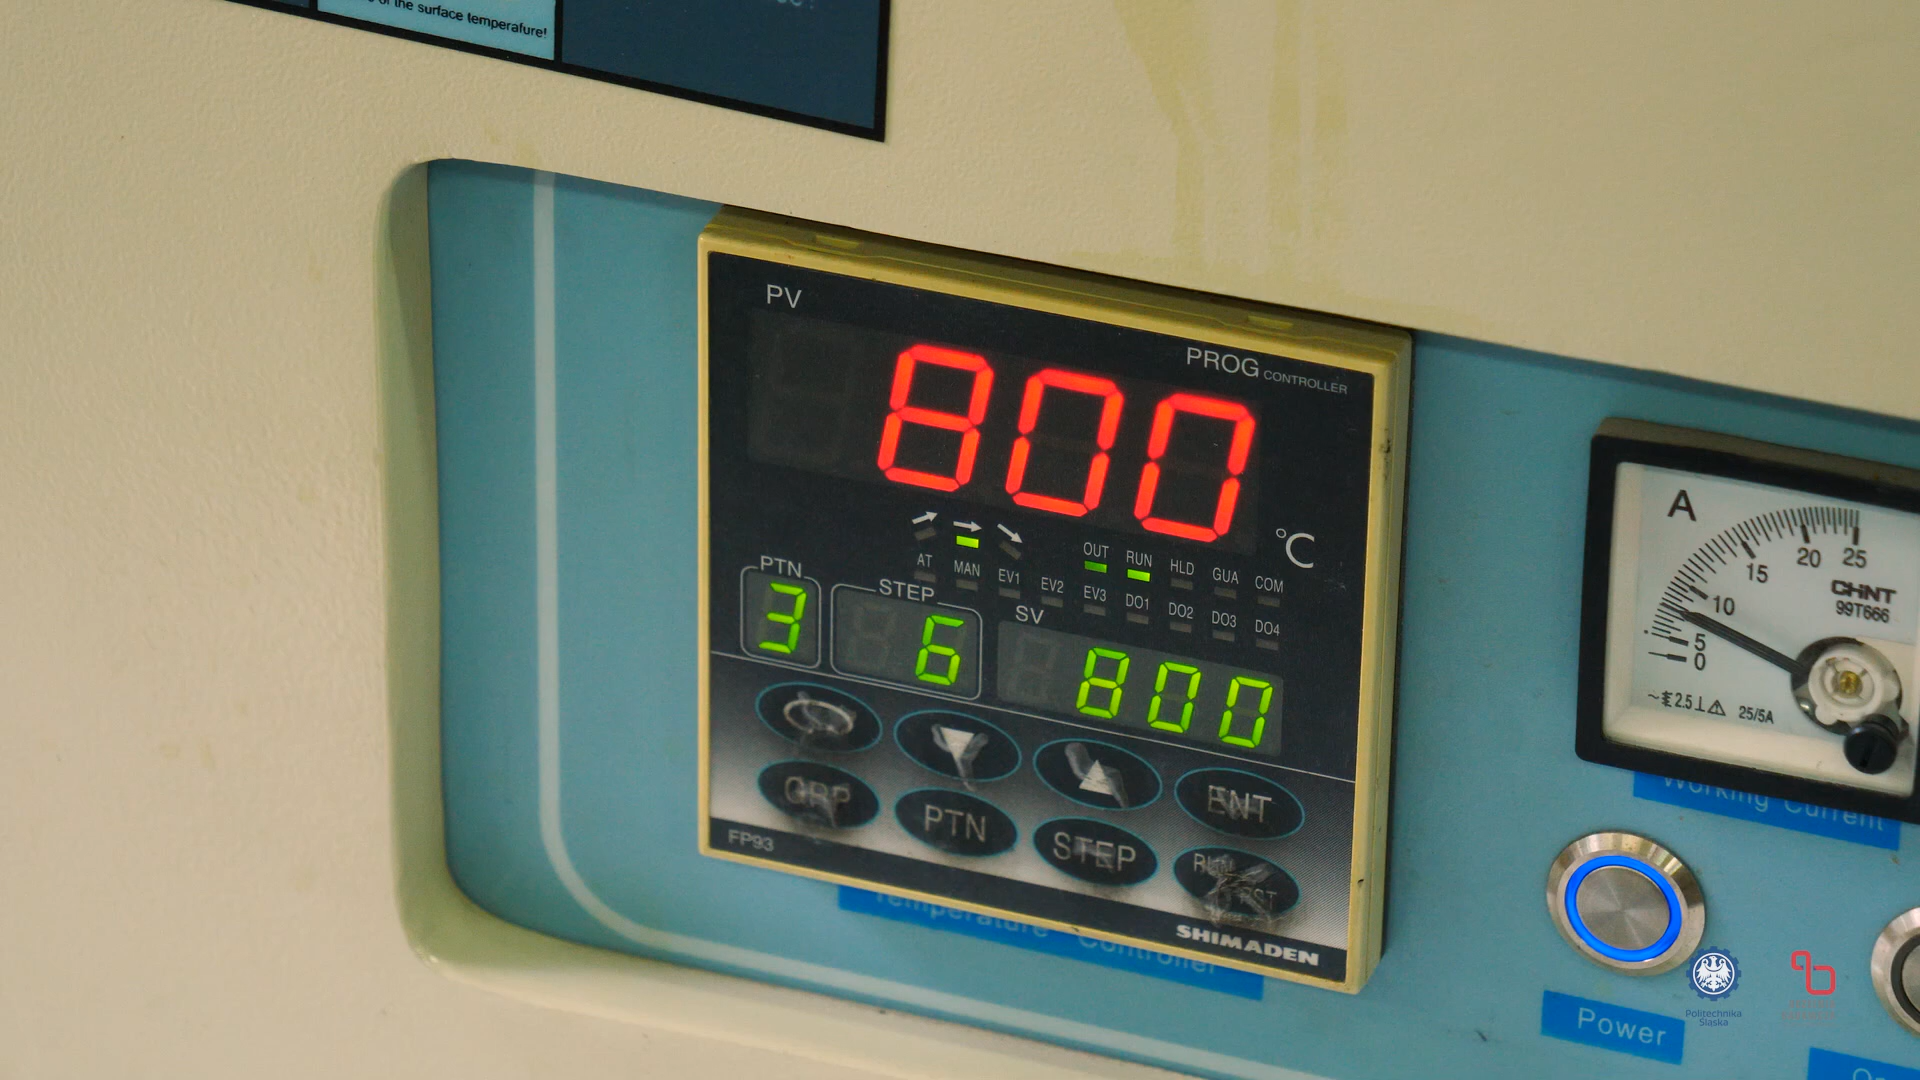 of the surface temperafure!
PV
PROG CONTROLLER
800
°C
OUT RUN HLD GUA COM
AT MAN EV1 EV2 EV3 DO1 DO2 DO3 DO4
PTN
STEP
SV
3
6
800
ENT
GRP
PTN
STEP
RUN
RST
FP93
SHIMADEN
Temperature Controller
A
0
5
10
15
20
25
CHNT
99T666
2.5
25/5A
Working Current
Power
Politechnika
Śląska